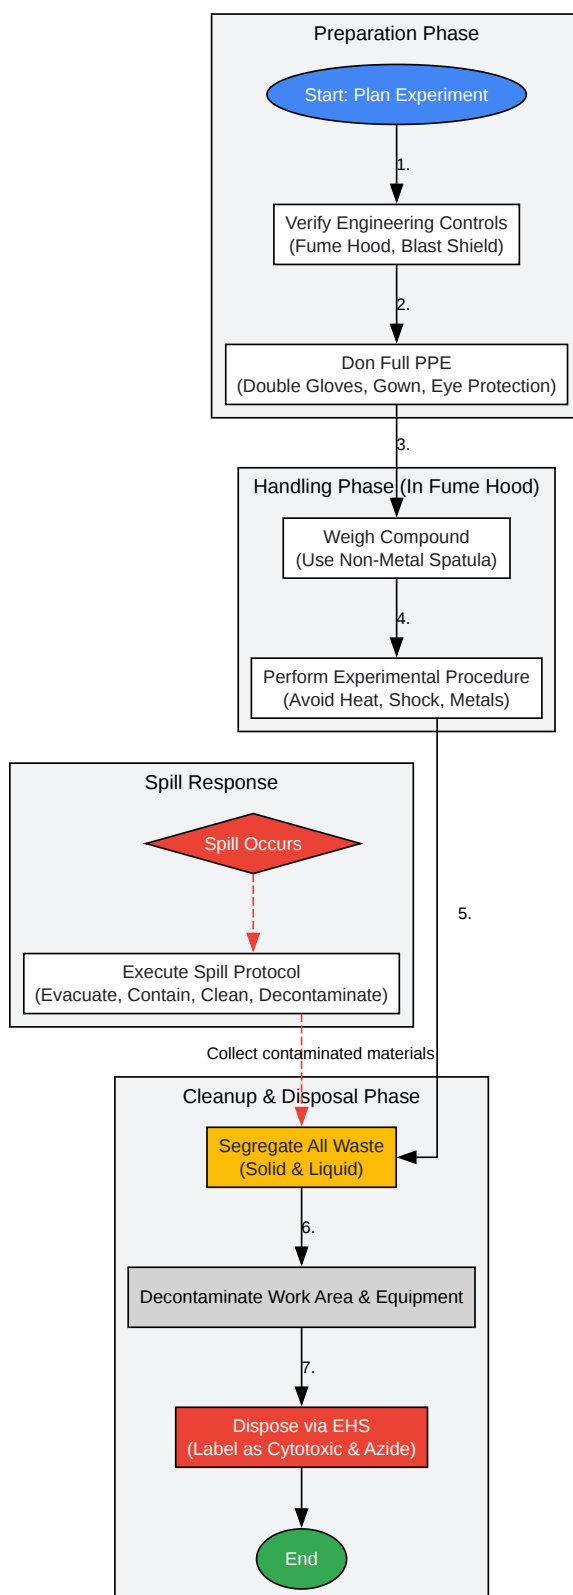 Preparation Phase
Start: Plan Experiment
1.
Verify Engineering Controls
(Fume Hood, Blast Shield)
2.
Don Full PPE
(Double Gloves, Gown, Eye Protection)
3.
Handling Phase (In Fume Hood)
Weigh Compound
(Use Non-Metal Spatula)
4.
Perform Experimental Procedure
(Avoid Heat, Shock, Metals)
Spill Response
Spill Occurs
5.
Execute Spill Protocol
(Evacuate, Contain, Clean, Decontaminate)
Collect contaminated materials
Cleanup & Disposal Phase
Segregate All Waste
(Solid & Liquid)
6.
Decontaminate Work Area & Equipment
7.
Dispose via EHS
(Label as Cytotoxic & Azide)
End